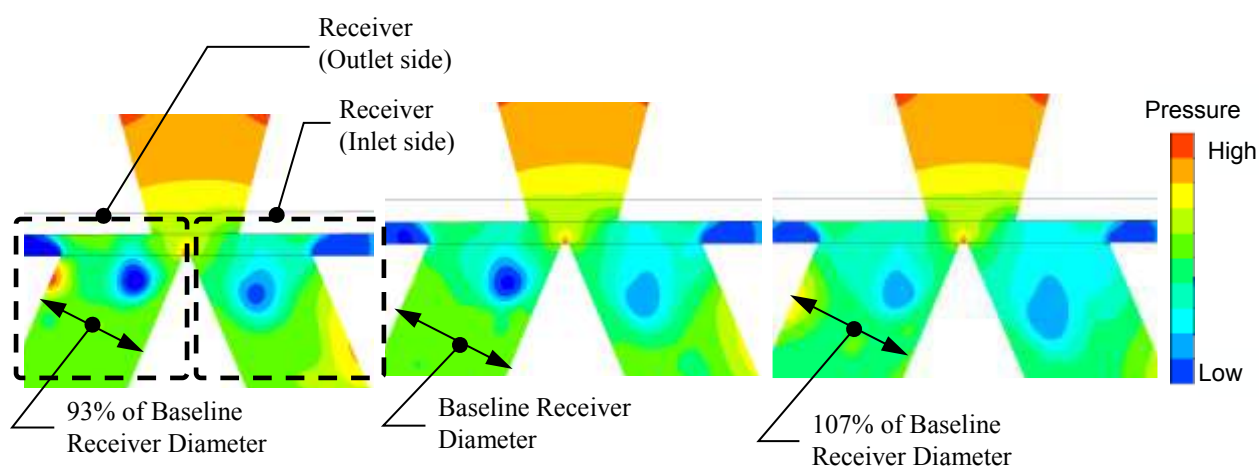 Receiver
(Outlet side)
Receiver
(Inlet side)
Pressure
High
Low
93% of Baseline
Receiver Diameter
Baseline Receiver
Diameter
107% of Baseline
Receiver Diameter